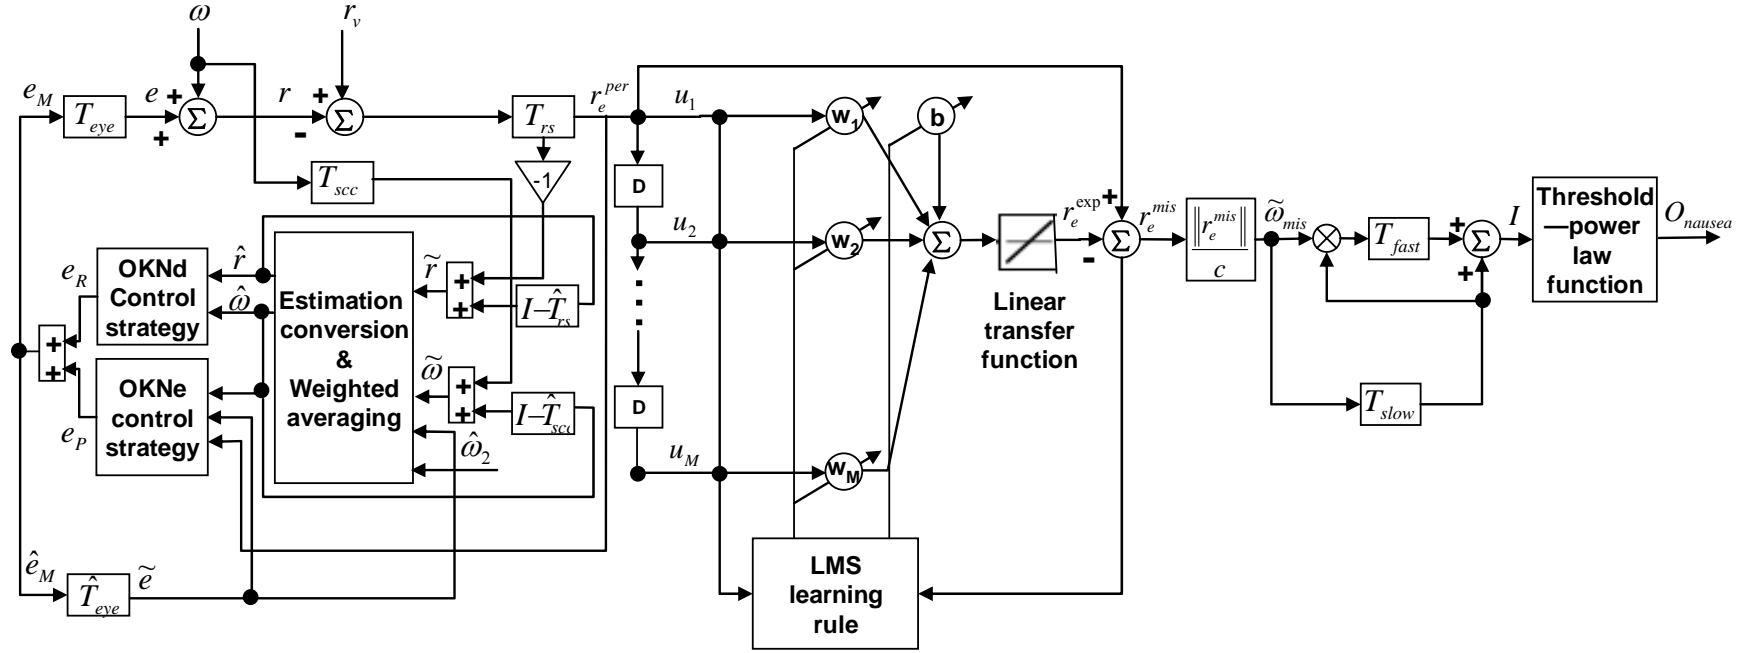 ω
r_v
e_M
T_eye
e
+
+
Σ
r
+
-
Σ
T_rs
r_e^per
u_1
w_1
b
T_scc
-1
D
u_2
w_2
Σ
r_e^exp
+
-
Σ
r_e^mis
‖r_e^mis‖
c
ω̃_mis
T_fast
+
+
Σ
I
Threshold
—power
law
function
O_nausea
T_slow
Linear
transfer
function
e_R
OKNd
Control
strategy
r̂
ω̂
Estimation
conversion
&
Weighted
averaging
r̃
+
+
I–T̂_rs
ω̃
+
+
I–T̂_scc
ω̂_2
+
+
e_P
OKNe
control
strategy
D
u_M
w_M
ê_M
T̂_eye
ẽ
LMS
learning
rule